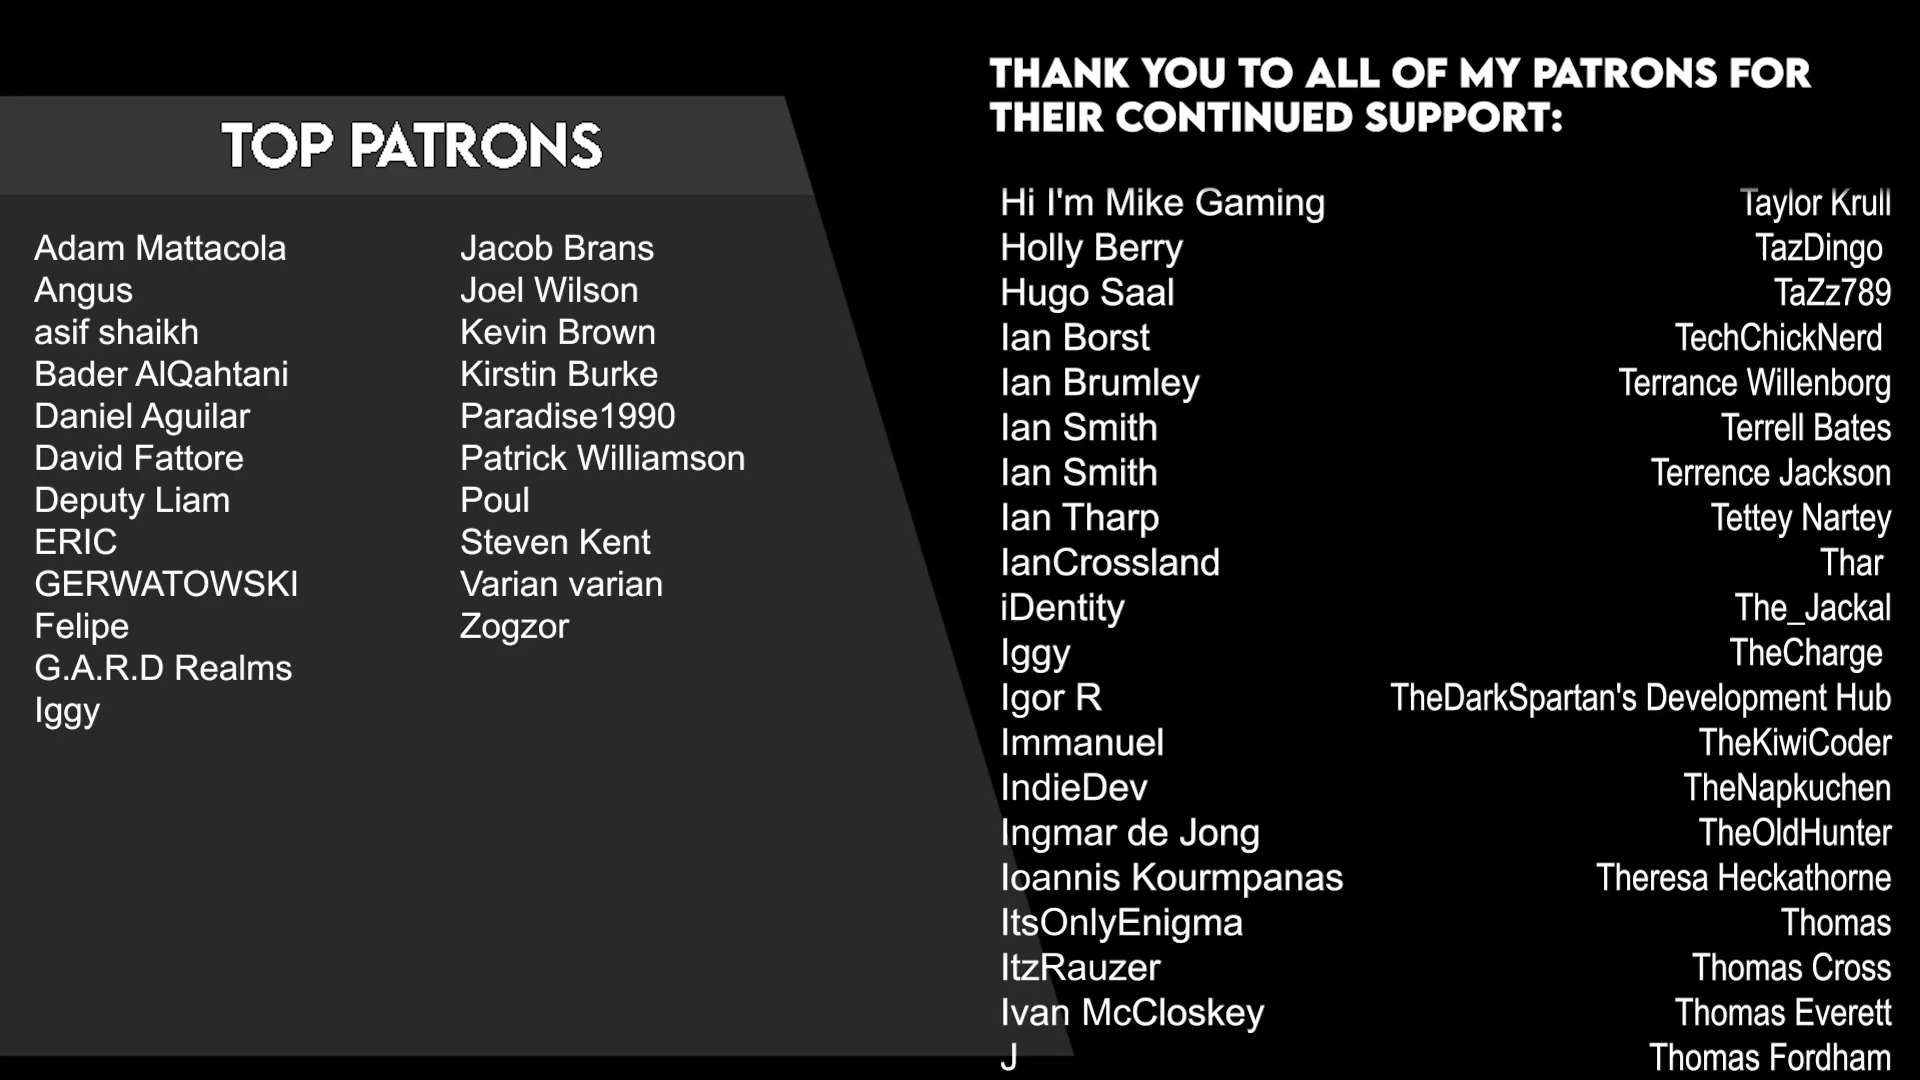 TOP PATRONS
Adam Mattacola
Angus
asif shaikh
Bader AlQahtani
Daniel Aguilar
David Fattore
Deputy Liam
ERIC
GERWATOWSKI
Felipe
G.A.R.D Realms
Iggy
Jacob Brans
Joel Wilson
Kevin Brown
Kirstin Burke
Paradise1990
Patrick Williamson
Poul
Steven Kent
Varian varian
Zogzor
THANK YOU TO ALL OF MY PATRONS FOR
THEIR CONTINUED SUPPORT:
Hi I'm Mike Gaming
Holly Berry
Hugo Saal
Ian Borst
Ian Brumley
Ian Smith
Ian Smith
Ian Tharp
IanCrossland
iDentity
Iggy
Igor R
Immanuel
IndieDev
Ingmar de Jong
Ioannis Kourmpanas
ItsOnlyEnigma
ItzRauzer
Ivan McCloskey
J
Taylor Krull
TazDingo
TaZz789
TechChickNerd
Terrance Willenborg
Terrell Bates
Terrence Jackson
Tettey Nartey
Thar
The_Jackal
TheCharge
TheDarkSpartan's Development Hub
TheKiwiCoder
TheNapkuchen
TheOldHunter
Theresa Heckathorne
Thomas
Thomas Cross
Thomas Everett
Thomas Fordham